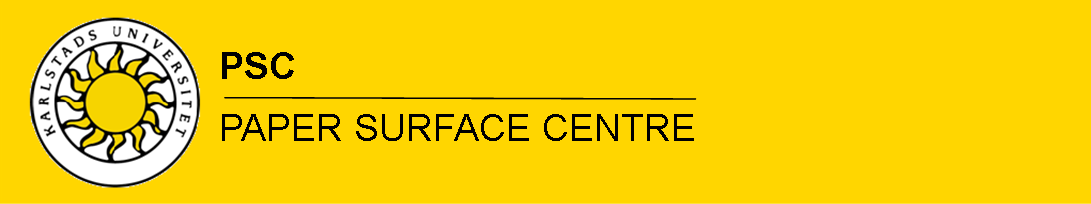 KARLSTADS UNIVERSITET
PSC
PAPER SURFACE CENTRE